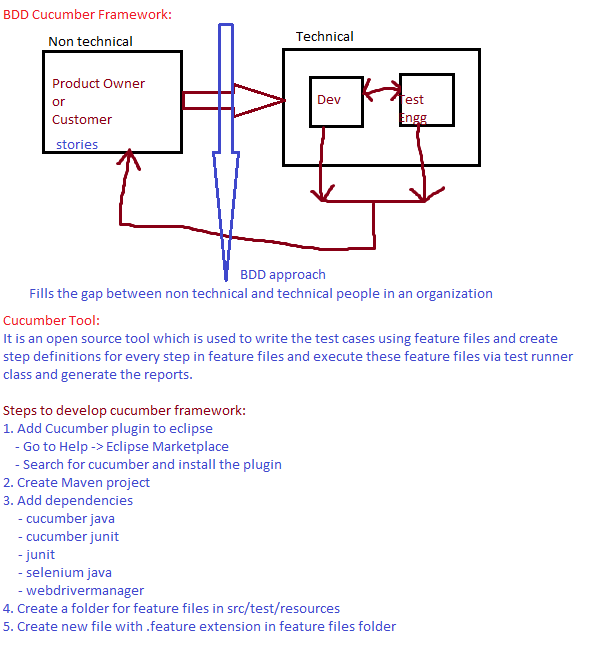 BDD Cucumber Framework:
Non technical
Technical
Product Owner
or
Customer
stories
Dev
Test
Engg
BDD approach
Fills the gap between non technical and technical people in an organization
Cucumber Tool:
It is an open source tool which is used to write the test cases using feature files and create
step definitions for every step in feature files and execute these feature files via test runner
class and generate the reports.
Steps to develop cucumber framework:
1. Add Cucumber plugin to eclipse
- Go to Help -> Eclipse Marketplace
- Search for cucumber and install the plugin
2. Create Maven project
3. Add dependencies
- cucumber java
- cucumber junit
- junit
- selenium java
- webdrivermanager
4. Create a folder for feature files in src/test/resources
5. Create new file with .feature extension in feature files folder